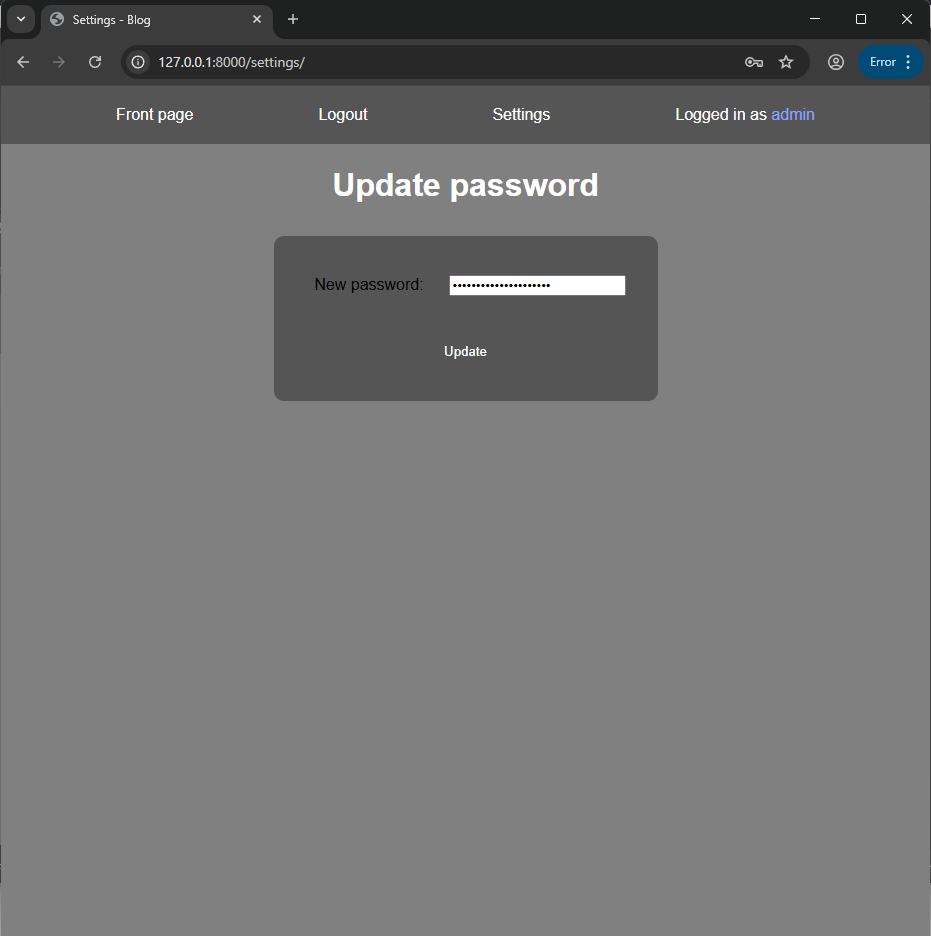 Settings - Blog
127.0.0.1:8000/settings/
Error
Front page Logout Settings Logged in as admin
Update password
New password: •••••••••••••••••••••
Update